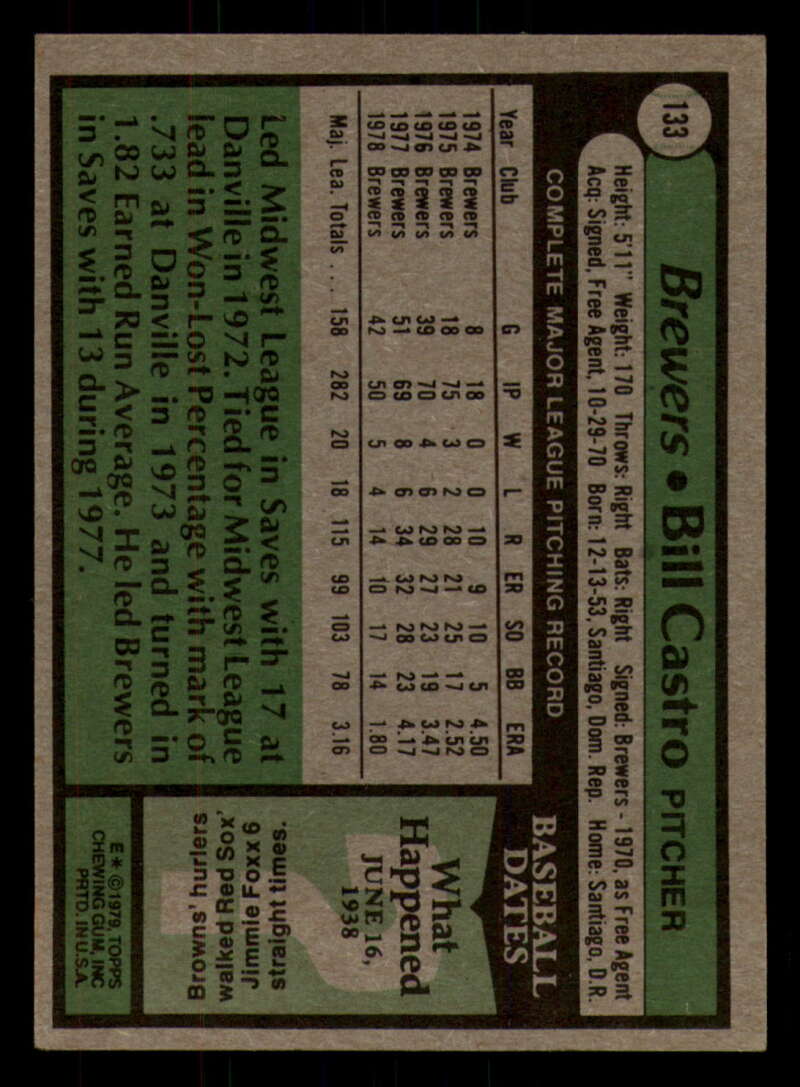 133
Brewers • Bill Castro PITCHER
Height: 5'11" Weight: 170 Throws: Right Bats: Right Signed: Brewers - 1970, as Free Agent
Acq: Signed, Free Agent, 10-29-70 Born: 12-13-53, Santiago, Dom. Rep. Home: Santiago, D.R.
COMPLETE MAJOR LEAGUE PITCHING RECORD
Year Club G IP W L R ER SO BB ERA
1974 Brewers 8 18 0 0 10 9 10 5 4.50
1975 Brewers 18 75 3 2 28 21 25 17 2.52
1976 Brewers 39 70 4 6 29 27 23 19 3.47
1977 Brewers 51 69 8 6 34 32 28 23 4.17
1978 Brewers 42 50 5 4 14 10 17 14 1.80
Maj. Lea. Totals . . . 158 282 20 18 115 99 103 78 3.16
Led Midwest League in Saves with 17 at
Danville in 1972. Tied for Midwest League
lead in Won-Lost Percentage with mark of
.733 at Danville in 1973 and turned in
1.82 Earned Run Average. He led Brewers
in Saves with 13 during 1977.
BASEBALL
DATES
What
Happened
JUNE 16,
1938
?
Browns' hurlers
walked Red Sox'
Jimmie Foxx 6
straight times.
E * ©1979, TOPPS
CHEWING GUM, INC
PRTD. IN U.S.A.